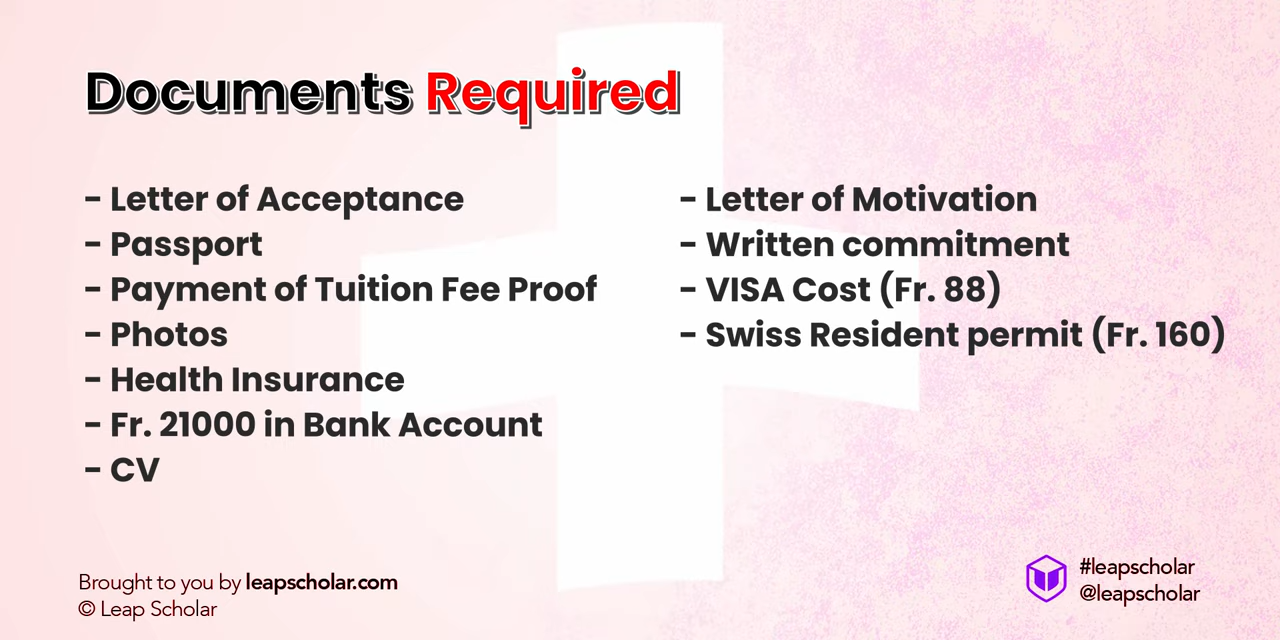 Documents Required
- Letter of Acceptance
- Passport
- Payment of Tuition Fee Proof
- Photos
- Health Insurance
- Fr. 21000 in Bank Account
- CV
- Letter of Motivation
- Written commitment
- VISA Cost (Fr. 88)
- Swiss Resident permit (Fr. 160)
Brought to you by leapscholar.com
© Leap Scholar
#leapscholar
@leapscholar